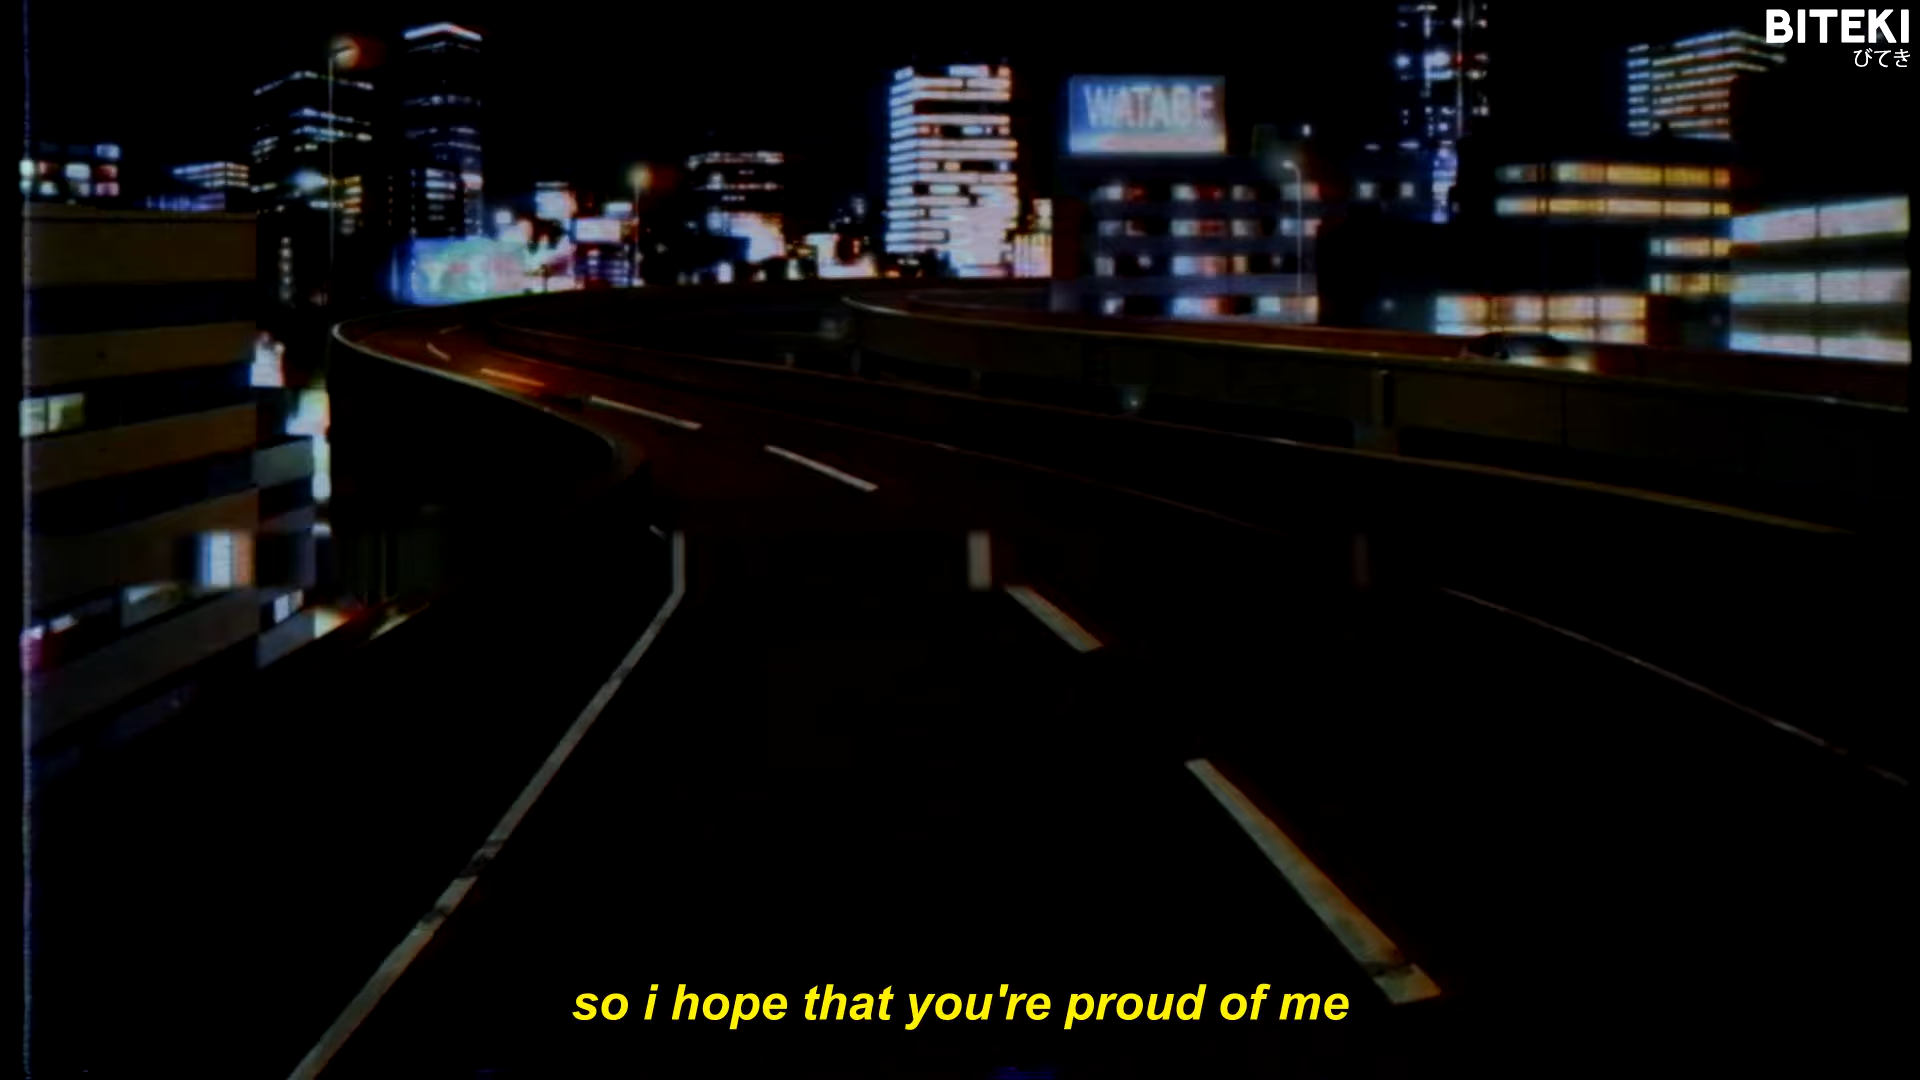 BITEKI
びてき
WATABE
so i hope that you're proud of me